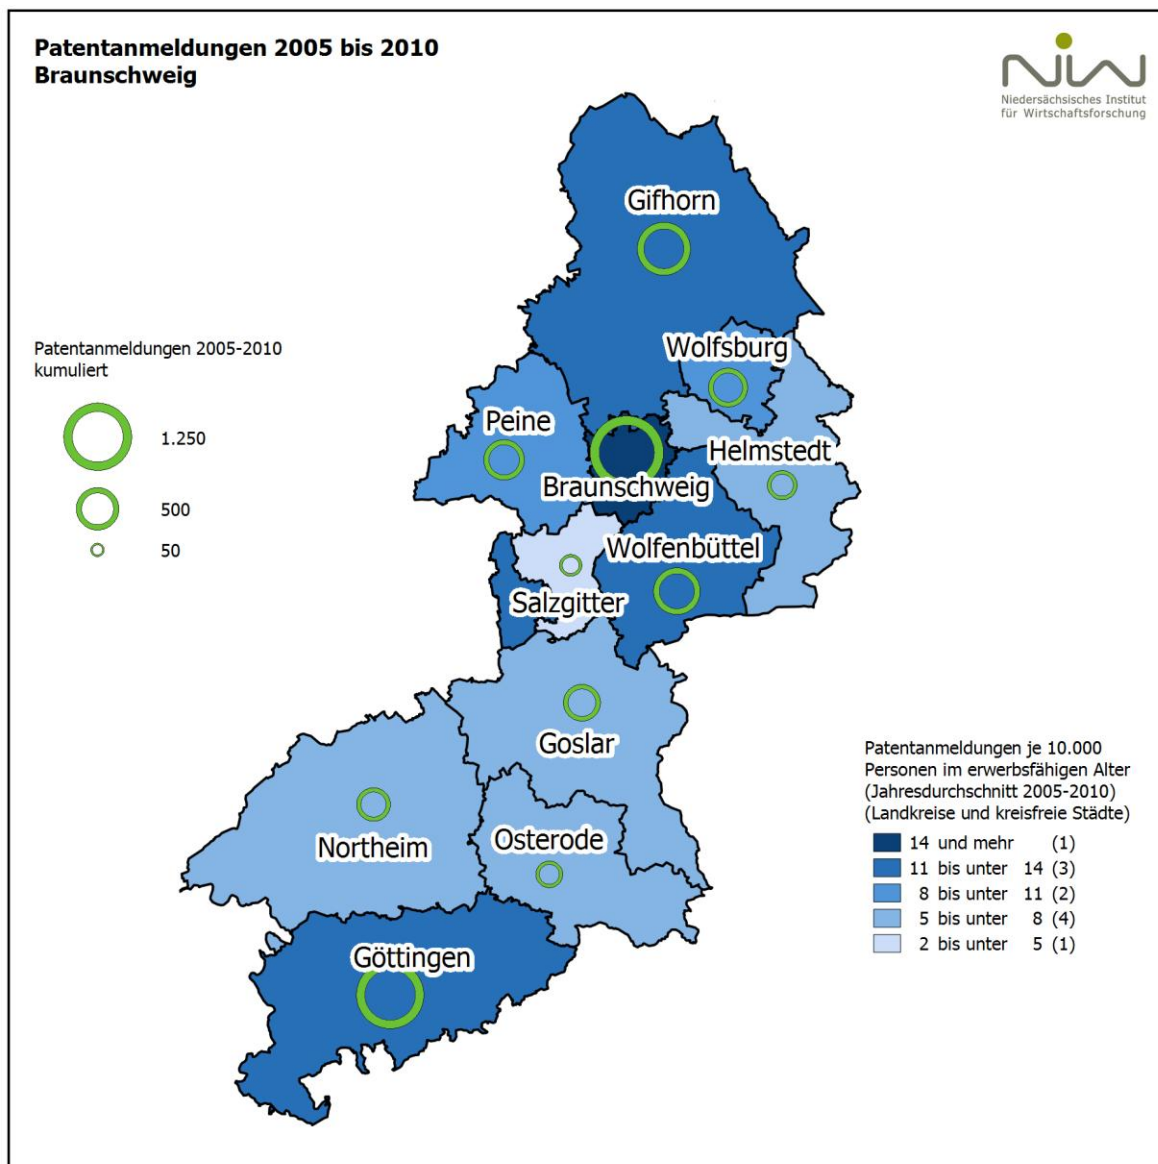 Patentanmeldungen 2005 bis 2010
Braunschweig
NIW
Niedersächsisches Institut
für Wirtschaftsforschung
Gifhorn
Wolfsburg
Patentanmeldungen 2005-2010
kumuliert
1.250
500
50
Peine
Helmstedt
Braunschweig
Wolfenbüttel
Salzgitter
Goslar
Northeim
Osterode
Göttingen
Patentanmeldungen je 10.000
Personen im erwerbsfähigen Alter
(Jahresdurchschnitt 2005-2010)
(Landkreise und kreisfreie Städte)
14 und mehr (1)
11 bis unter 14 (3)
8 bis unter 11 (2)
5 bis unter 8 (4)
2 bis unter 5 (1)